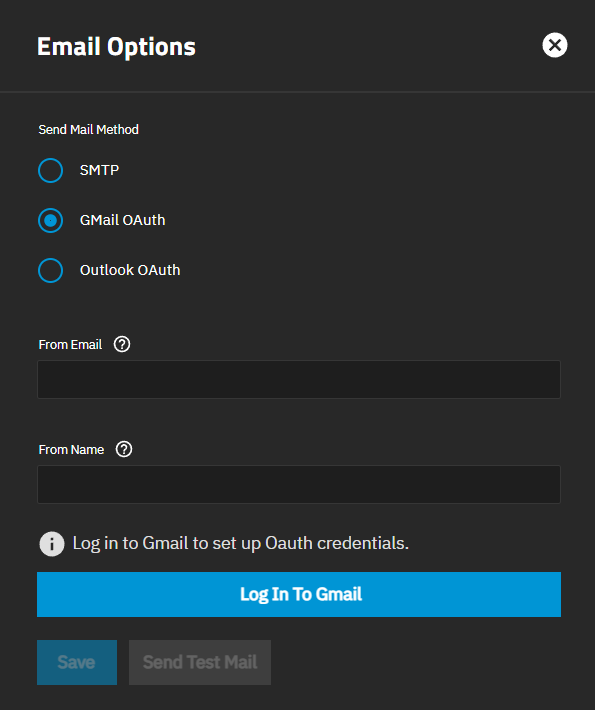 Email Options
Send Mail Method
SMTP
GMail OAuth
Outlook OAuth
From Email
From Name
Log in to Gmail to set up Oauth credentials.
Log In To Gmail
Save Send Test Mail